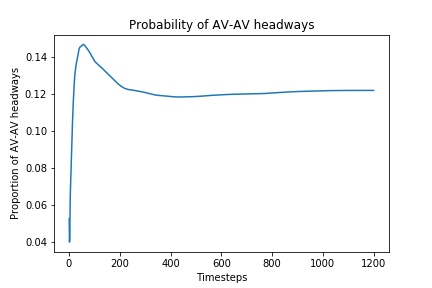 Probability of AV-AV headways
Proportion of AV-AV headways
0.14
0.12
0.10
0.08
0.06
0.04
0 200 400 600 800 1000 1200
Timesteps